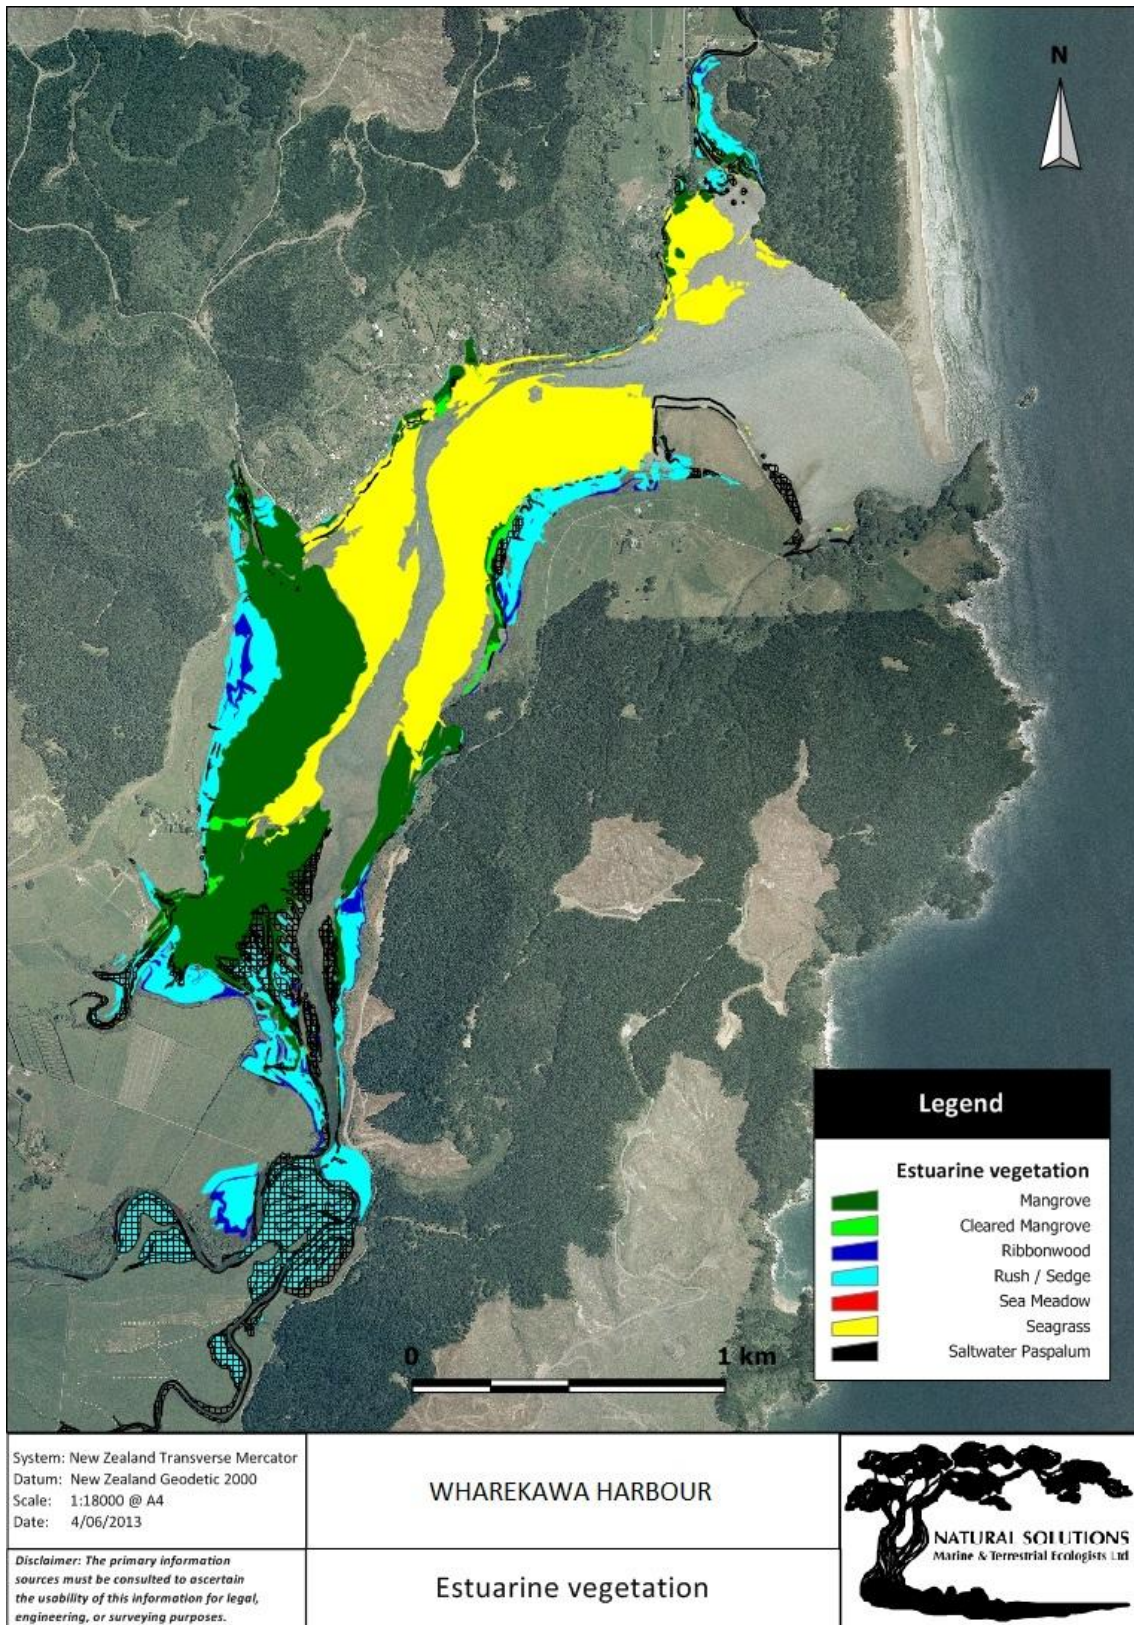 N
Legend
Estuarine vegetation
Mangrove
Cleared Mangrove
Ribbonwood
Rush / Sedge
Sea Meadow
Seagrass
Saltwater Paspalum
0 1 km
System: New Zealand Transverse Mercator
Datum: New Zealand Geodetic 2000
Scale: 1:18000 @ A4
Date: 4/06/2013
Disclaimer: The primary information
sources must be consulted to ascertain
the usability of this information for legal,
engineering, or surveying purposes.
WHAREKAWA HARBOUR
Estuarine vegetation
NATURAL SOLUTIONS
Marine & Terrestrial Ecologists Ltd